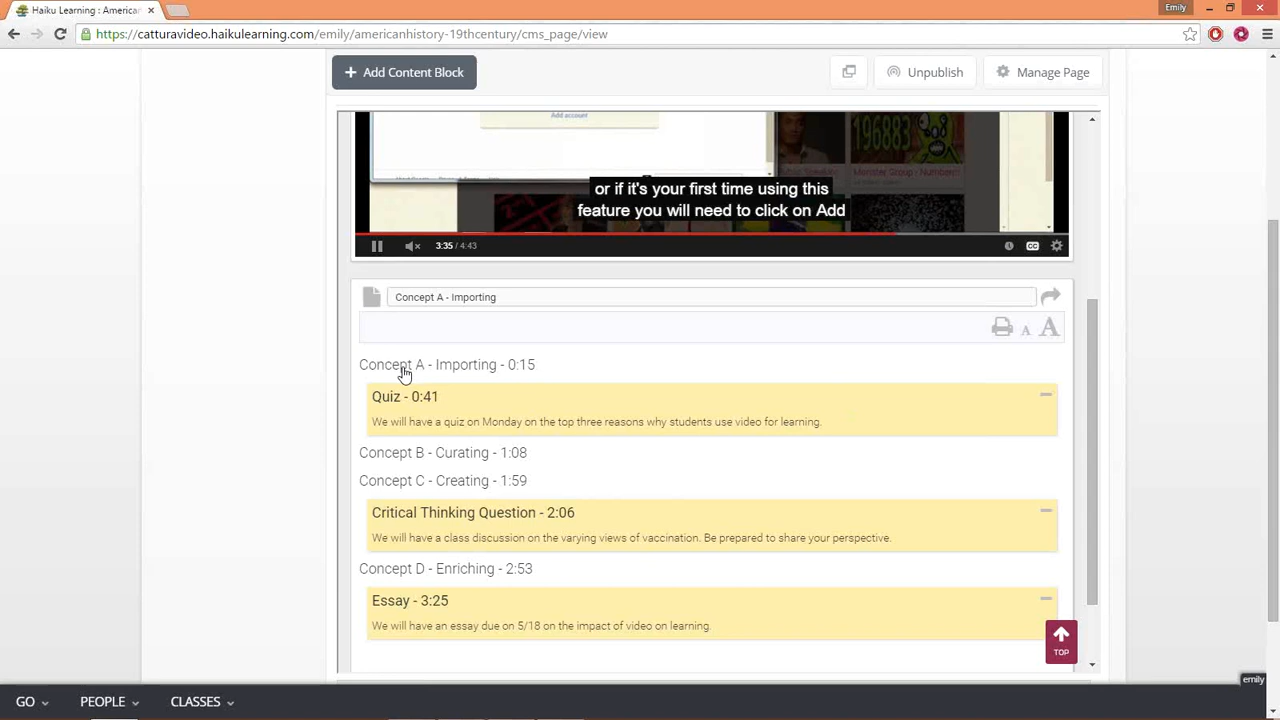 Haiku Learning : American
Emily
https://catturavideo.haikulearning.com/emily/americanhistory-19thcentury/cms_page/view
+ Add Content Block
Unpublish
Manage Page
Add account
196883
or if it's your first time using this
feature you will need to click on Add
3:35 / 4:43
CC
Concept A - Importing
A A
Concept A - Importing - 0:15
Quiz - 0:41
We will have a quiz on Monday on the top three reasons why students use video for learning.
Concept B - Curating - 1:08
Concept C - Creating - 1:59
Critical Thinking Question - 2:06
We will have a class discussion on the varying views of vaccination. Be prepared to share your perspective.
Concept D - Enriching - 2:53
Essay - 3:25
We will have an essay due on 5/18 on the impact of video on learning.
TOP
emily
GO
PEOPLE
CLASSES